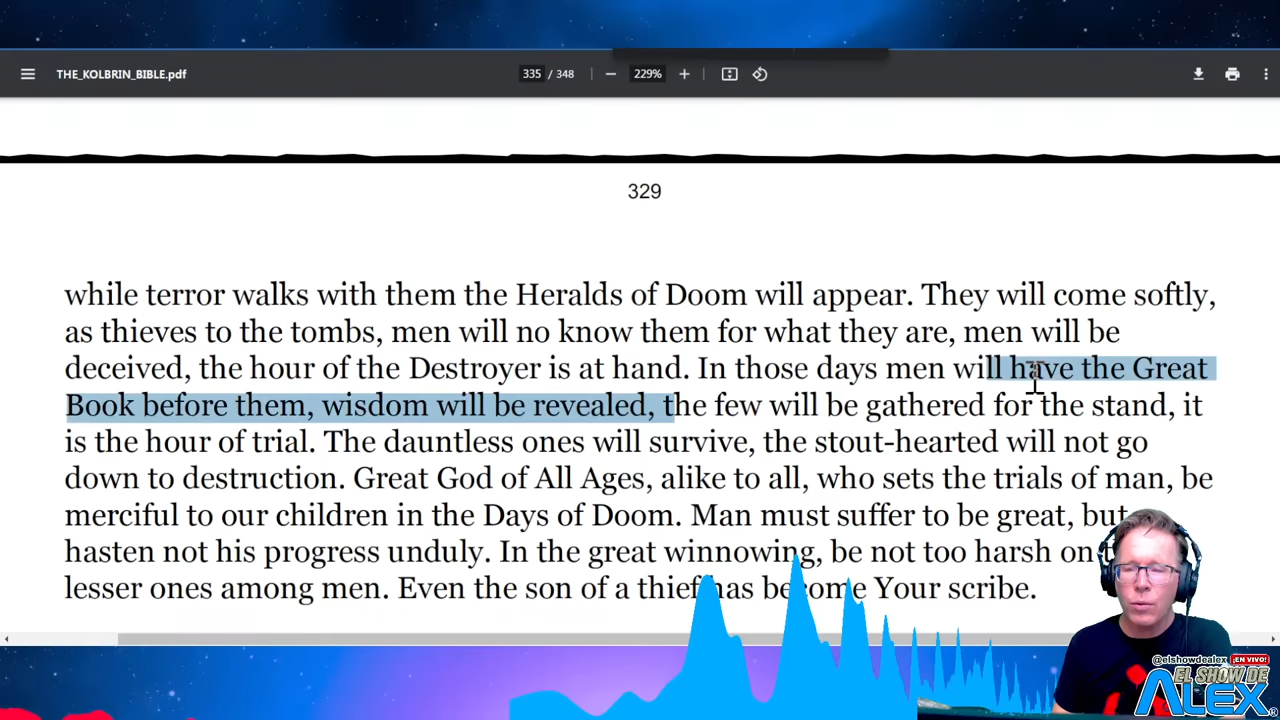 THE_KOLBRIN_BIBLE.pdf 335 / 348 229%
329
while terror walks with them the Heralds of Doom will appear. They will come softly,
as thieves to the tombs, men will no know them for what they are, men will be
deceived, the hour of the Destroyer is at hand. In those days men will have the Great
Book before them, wisdom will be revealed, the few will be gathered for the stand, it
is the hour of trial. The dauntless ones will survive, the stout-hearted will not go
down to destruction. Great God of All Ages, alike to all, who sets the trials of man, be
merciful to our children in the Days of Doom. Man must suffer to be great, but
hasten not his progress unduly. In the great winnowing, be not too harsh on
lesser ones among men. Even the son of a thief has become Your scribe.
@elshowdealex ¡EN VIVO!
EL SHOW DE
ALEX